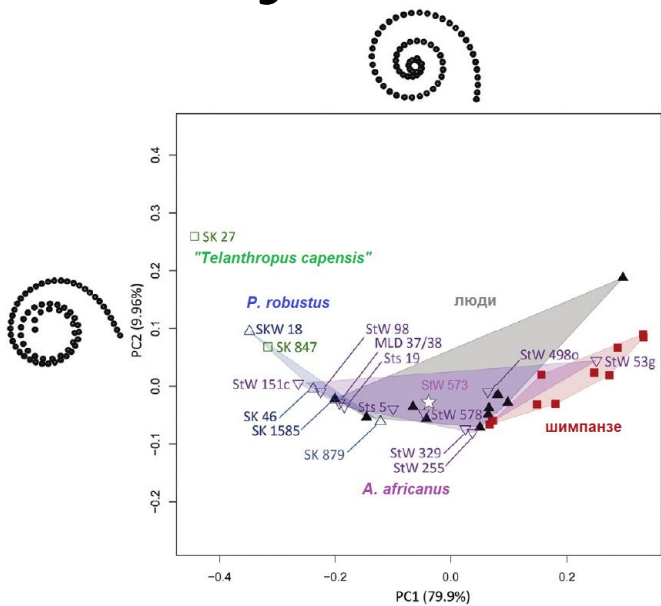 0.4
0.3
0.2
0.1
0.0
−0.1
−0.2
PC2 (9.96%)
SK 27
"Telanthropus capensis"
P. robustus
люди
SKW 18
SK 847
StW 98
MLD 37/38
Sts 19
StW 498o
StW 53g
StW 151c
StW 573
Sts 5
StW 578
SK 46
SK 1585
шимпанзе
SK 879
StW 329
StW 255
A. africanus
−0.4
−0.2
0.0
0.2
PC1 (79.9%)